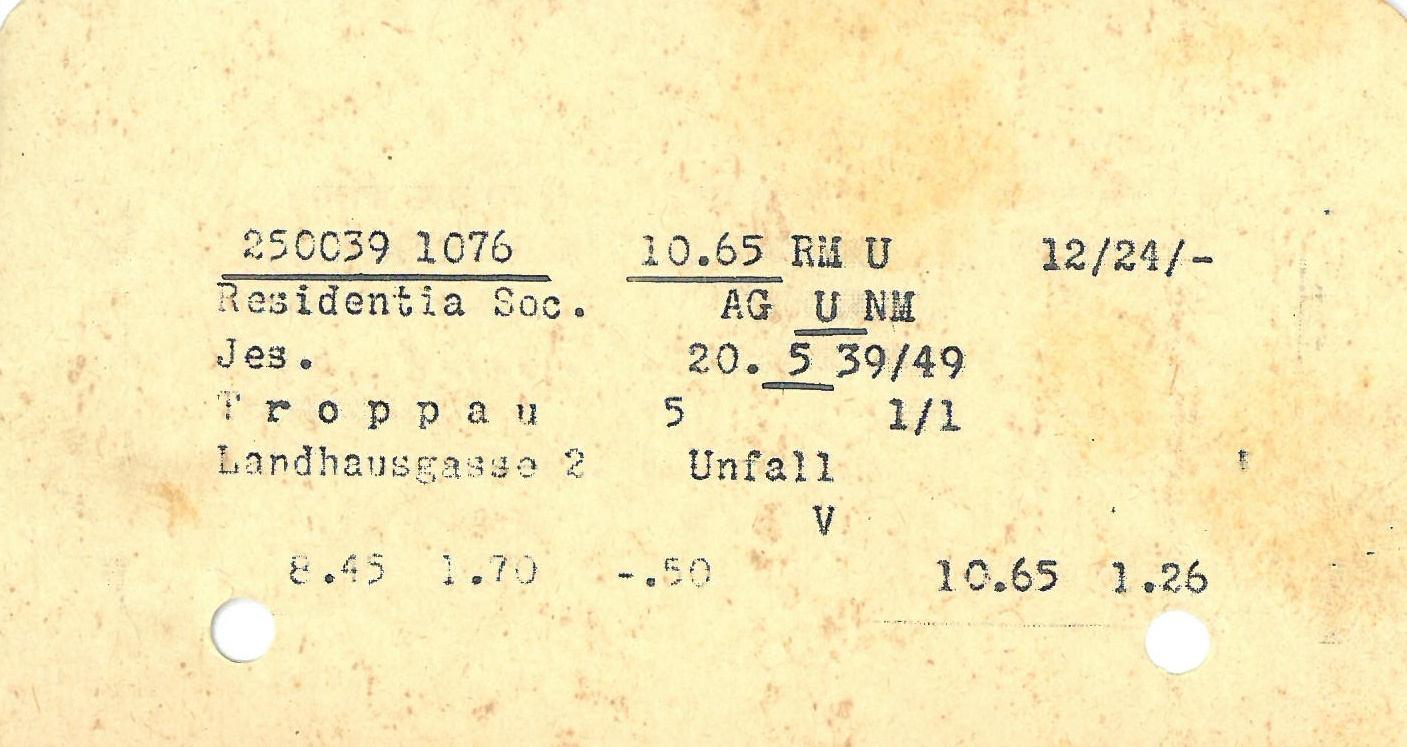 250039 1076 10.65 RM U 12/24/-
Residentia Soc. AG U NM
Jes. 20. 5 39/49
Troppau 5 1/1
Landhausgasse 2 Unfall
V
8.45 1.70 -.50 10.65 1.26